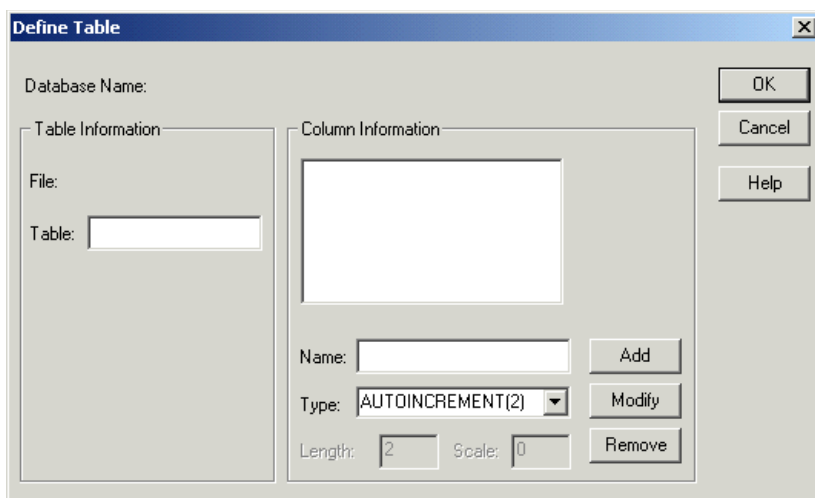 Define Table
Database Name:
OK
Cancel
Help
Table Information
File:
Table:
Column Information
Name:
Add
Type: AUTOINCREMENT(2)
Modify
Length: 2 Scale: 0
Remove